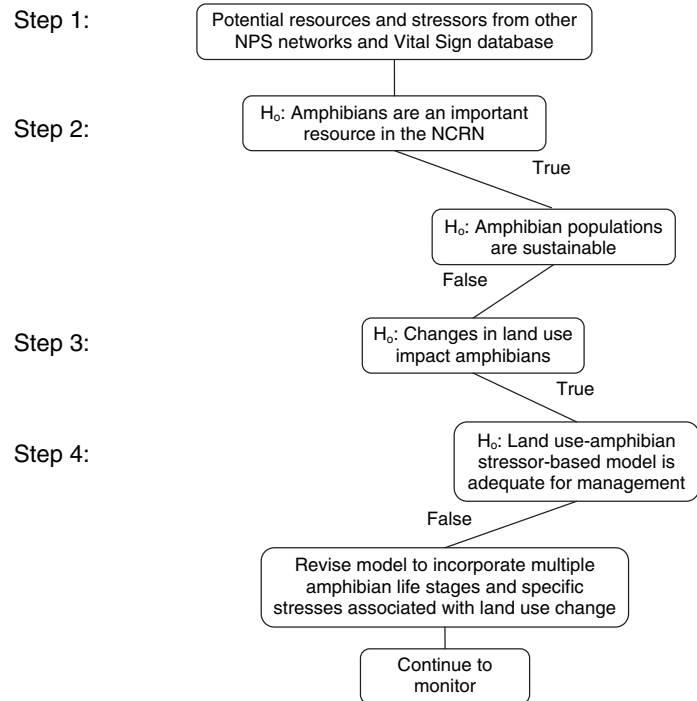 Step 1:
Potential resources and stressors from other
NPS networks and Vital Sign database
Step 2:
Hₒ: Amphibians are an important
resource in the NCRN
True
Hₒ: Amphibian populations
are sustainable
False
Step 3:
Hₒ: Changes in land use
impact amphibians
True
Step 4:
Hₒ: Land use-amphibian
stressor-based model is
adequate for management
False
Revise model to incorporate multiple
amphibian life stages and specific
stresses associated with land use change
Continue to
monitor